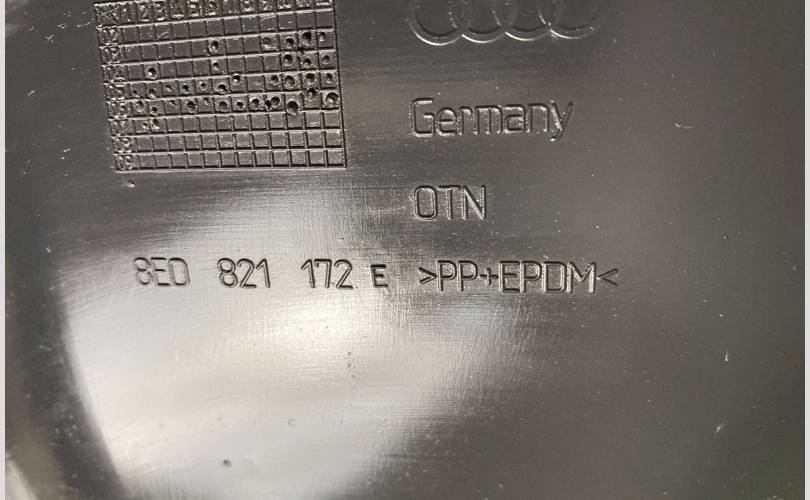 Germany
OTN
8E0 821 172 E >PP+EPDM<